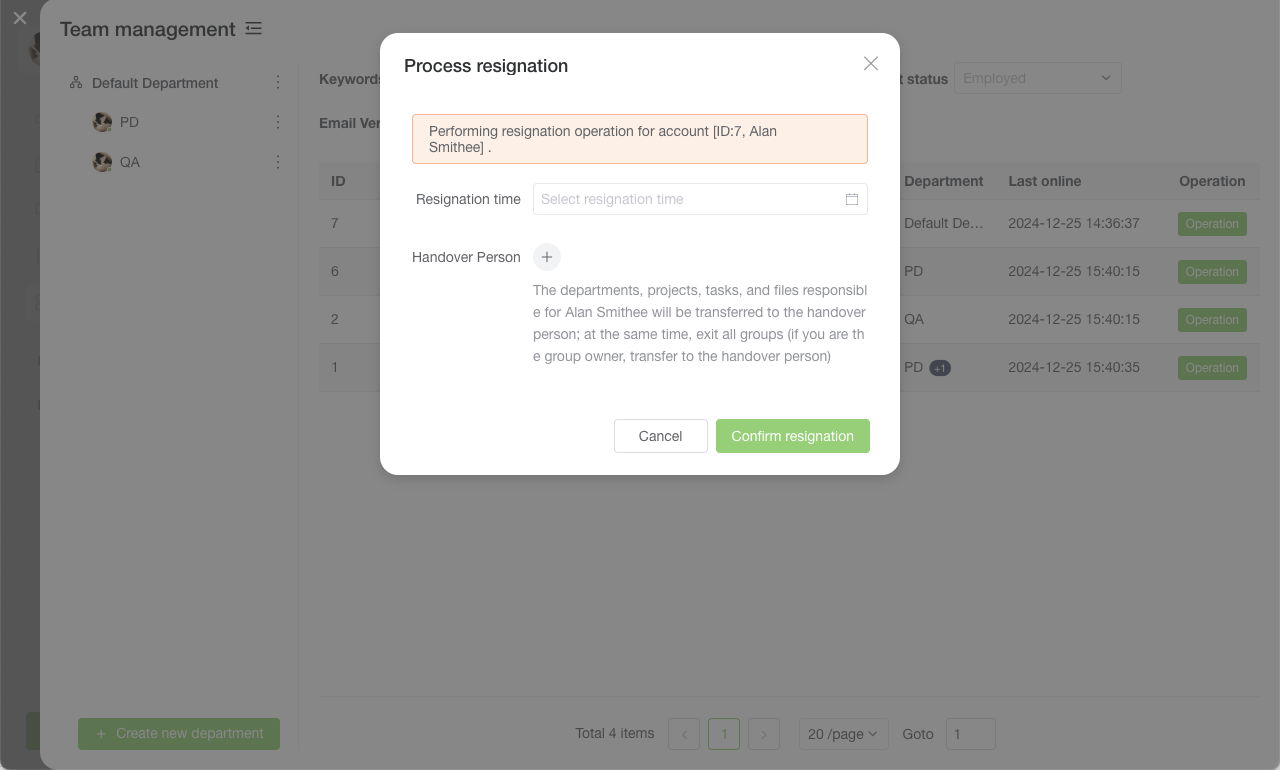 Team management
Default Department
PD
QA
Create new department
Keywords
t status
Employed
Email Ver
ID
Department
Last online
Operation
7
Default De...
2024-12-25 14:36:37
Operation
6
PD
2024-12-25 15:40:15
Operation
2
QA
2024-12-25 15:40:15
Operation
1
PD
+1
2024-12-25 15:40:35
Operation
Total 4 items
1
20 /page
Goto
1
Process resignation
Performing resignation operation for account [ID:7, Alan
Smithee] .
Resignation time
Select resignation time
Handover Person
The departments, projects, tasks, and files responsibl
e for Alan Smithee will be transferred to the handover
person; at the same time, exit all groups (if you are th
e group owner, transfer to the handover person)
Cancel
Confirm resignation